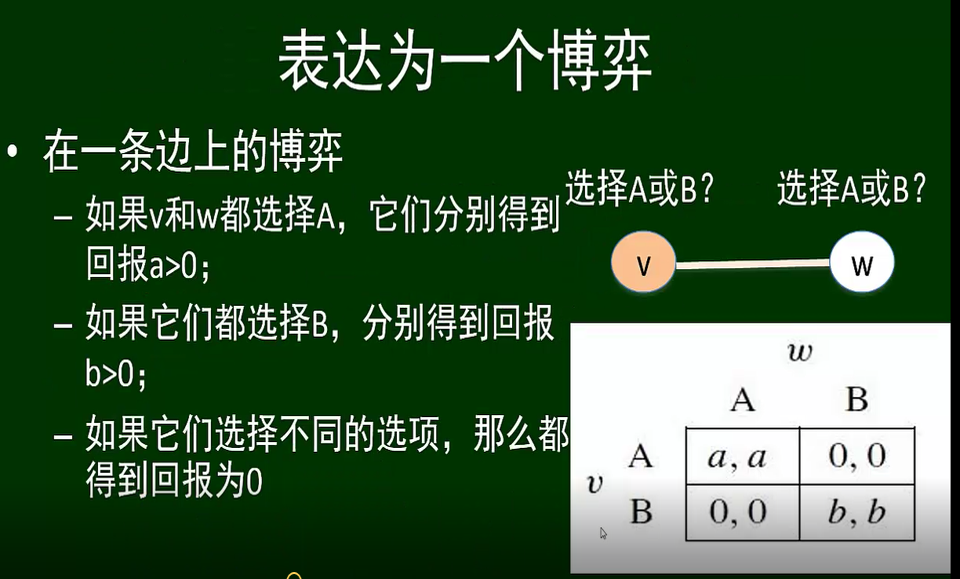 表达为一个博弈
• 在一条边上的博弈
– 如果v和w都选择A，它们分别得到
回报a>0；
– 如果它们都选择B，分别得到回报
b>0；
– 如果它们选择不同的选项，那么都
得到回报为0
选择A或B？ 选择A或B？
v w
w
A B
A a, a 0, 0
v
B 0, 0 b, b